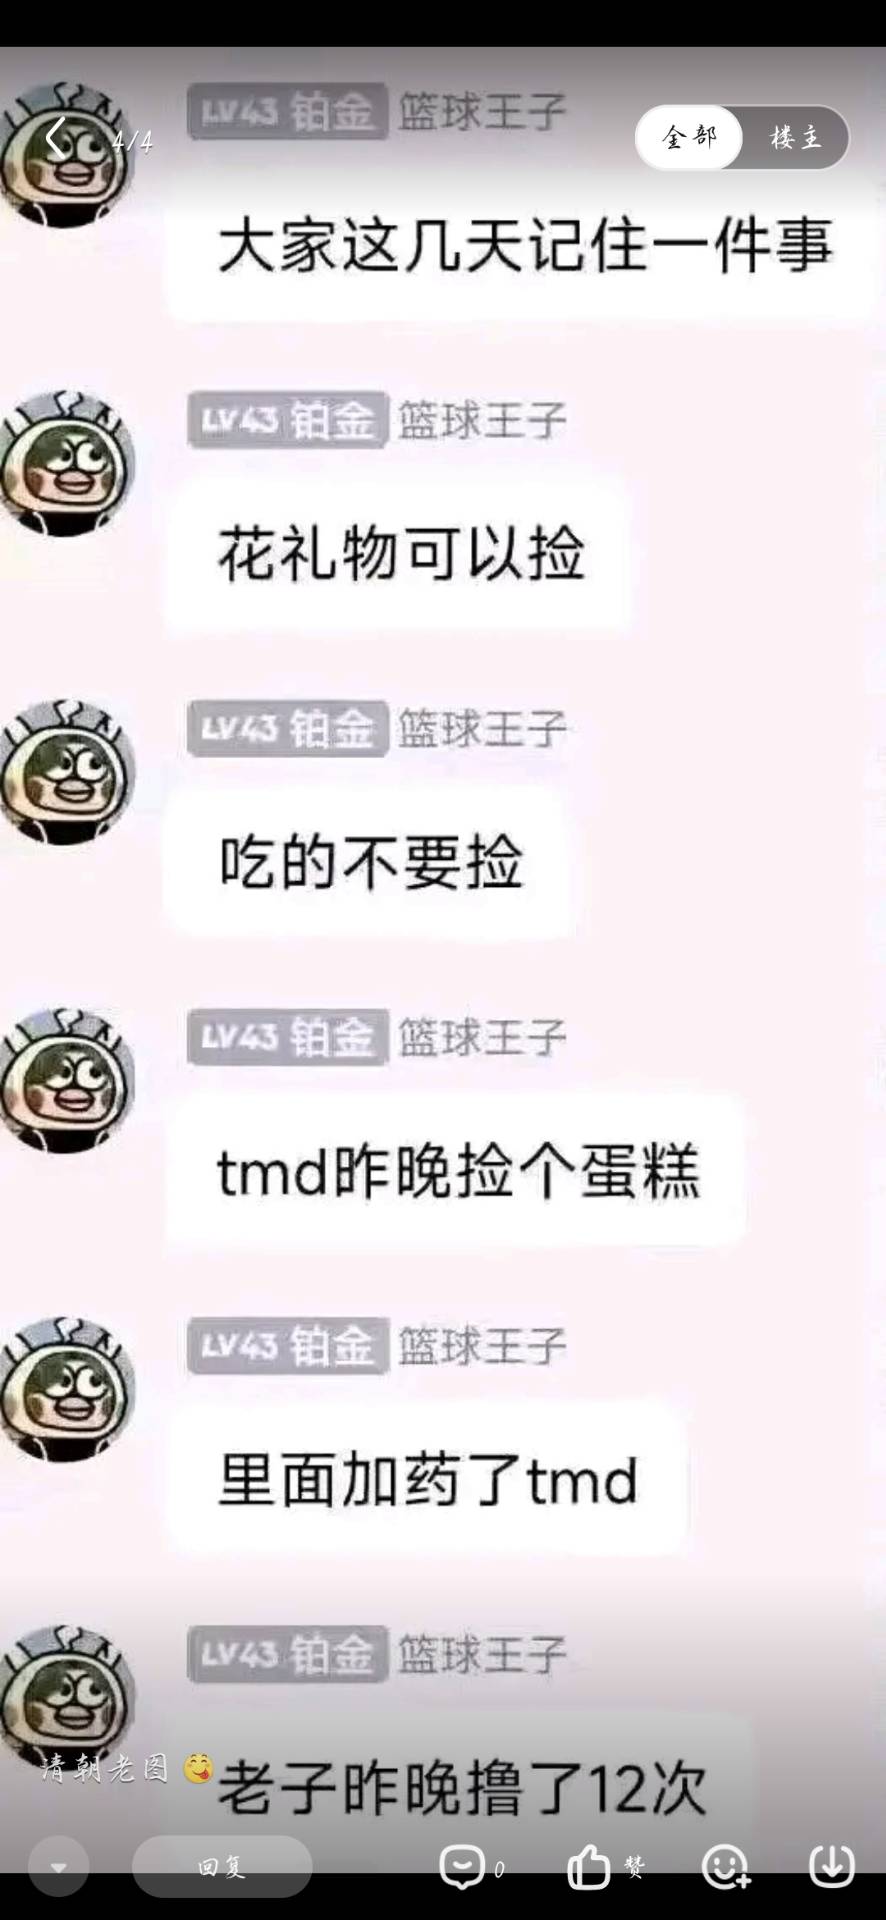 LV43 铂金 篮球王子
4/4
全部 楼主
大家这几天记住一件事
LV43 铂金 篮球王子
花礼物可以捡
LV43 铂金 篮球王子
吃的不要捡
LV43 铂金 篮球王子
tmd昨晚捡个蛋糕
LV43 铂金 篮球王子
里面加药了tmd
LV43 铂金 篮球王子
清朝老图😋
老子昨晚撸了12次
回复 0 赞